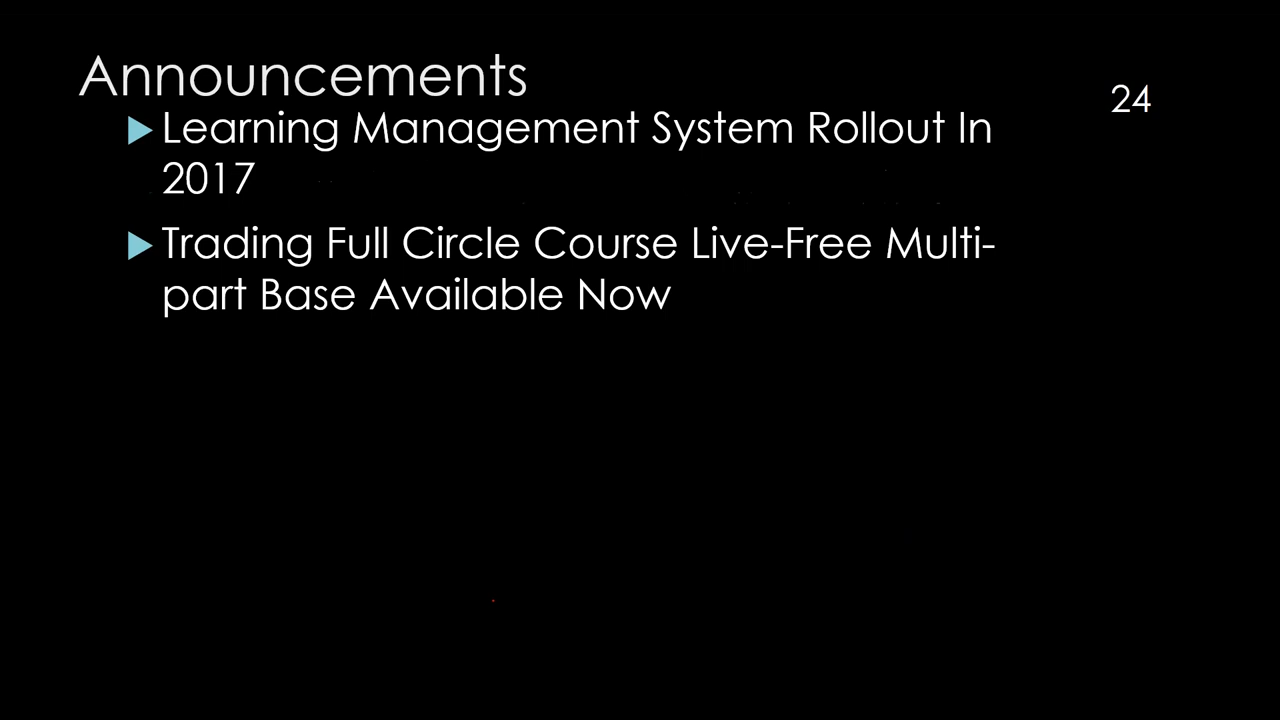 Announcements
24
Learning Management System Rollout In
2017
Trading Full Circle Course Live-Free Multi-
part Base Available Now